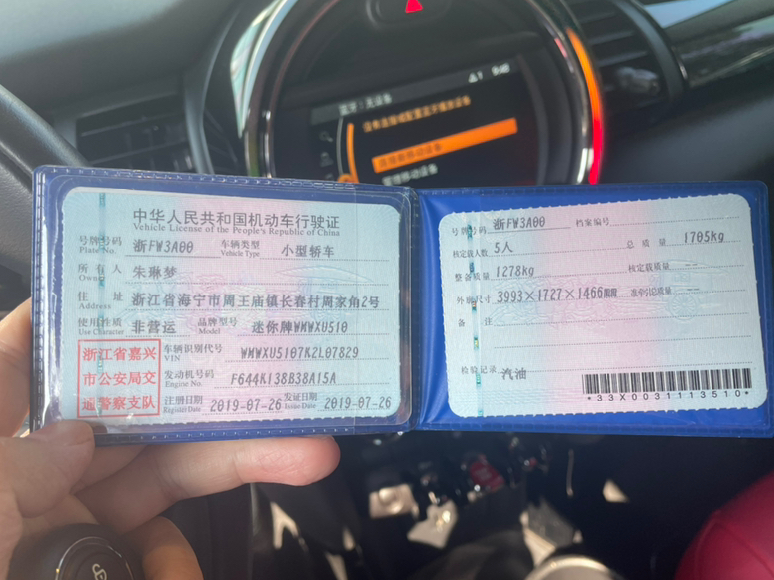 中华人民共和国机动车行驶证
Vehicle License of the People's Republic of China
号牌号码 浙FW3A00 车辆类型 小型轿车
Plate No. Vehicle Type
所有人 朱琳梦
Owner
住址 浙江省海宁市周王庙镇长春村周家角2号
Address
使用性质 非营运 品牌型号 迷你牌WMWXU510
Use Character Model
浙江省嘉兴
市公安局交
通警察支队
车辆识别代号 WMWXU5107K2L07829
VIN
发动机号码 F644K138B38A15A
Engine No.
注册日期 2019-07-26 发证日期 2019-07-26
Register Date Issue Date
号牌号码 浙FW3A00 档案编号
核定载人数 5人 总质量 1705kg
整备质量 1278kg 核定载质量 --
外廓尺寸 3993×1727×1466mm 准牵引总质量 --
备注
检验记录 汽油
*33X0031113510*
9:48